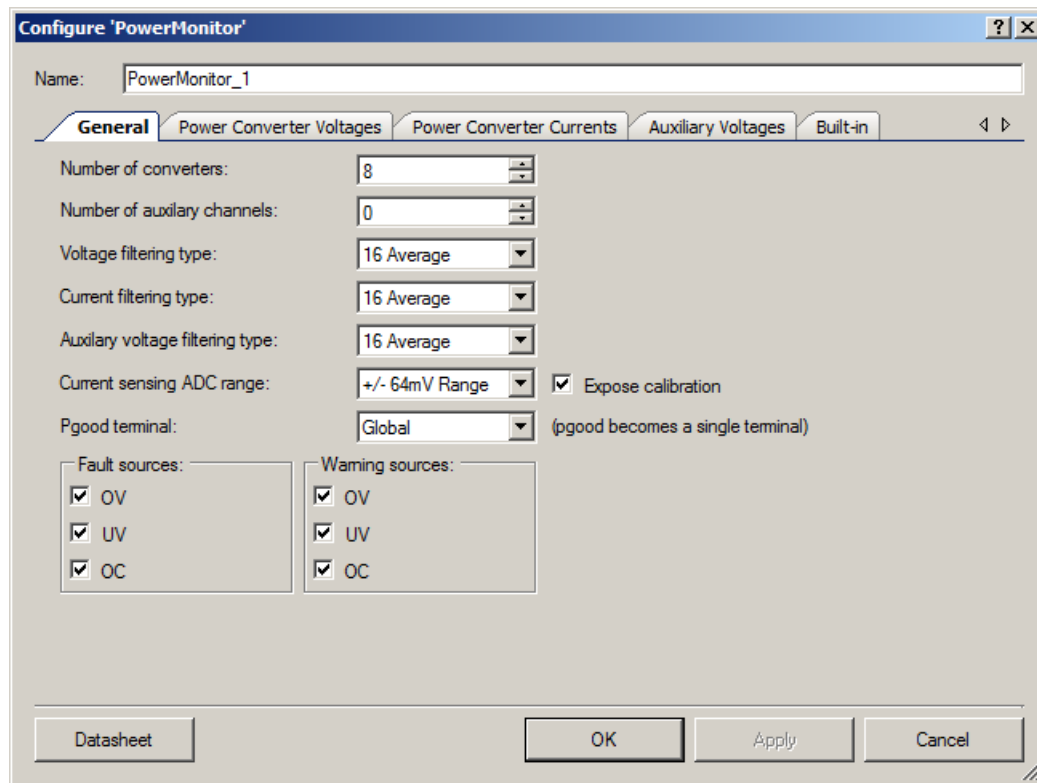 Configure 'PowerMonitor'
Name: PowerMonitor_1
General Power Converter Voltages Power Converter Currents Auxiliary Voltages Built-in
Number of converters: 8
Number of auxilary channels: 0
Voltage filtering type: 16 Average
Current filtering type: 16 Average
Auxilary voltage filtering type: 16 Average
Current sensing ADC range: +/- 64mV Range Expose calibration
Pgood terminal: Global (pgood becomes a single terminal)
Fault sources: Warning sources:
OV OV
UV UV
OC OC
Datasheet OK Apply Cancel